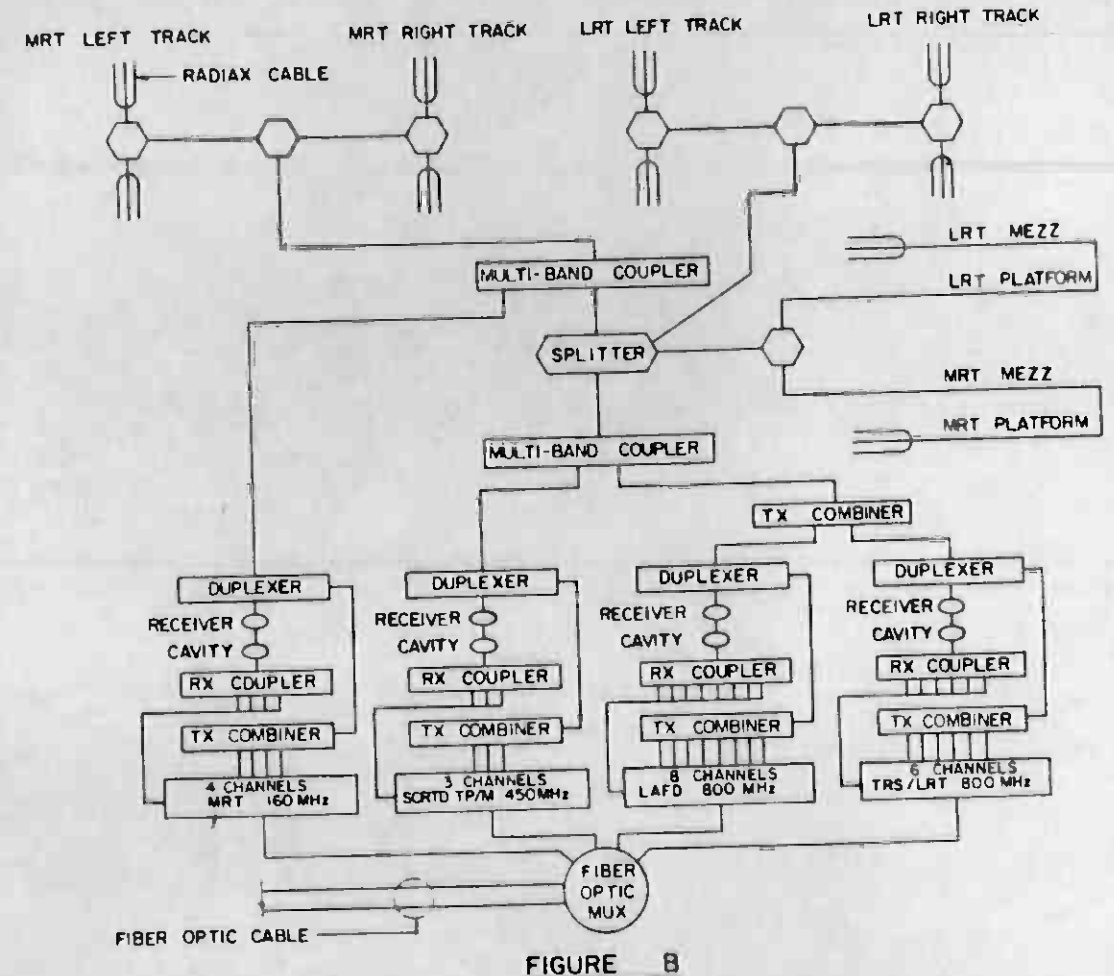 MRT LEFT TRACK
MRT RIGHT TRACK
LRT LEFT TRACK
LRT RIGHT TRACK
RADIAX CABLE
LRT MEZZ
MULTI-BAND COUPLER
LRT PLATFORM
SPLITTER
MRT MEZZ
MRT PLATFORM
MULTI-BAND COUPLER
TX COMBINER
DUPLEXER
DUPLEXER
DUPLEXER
DUPLEXER
RECEIVER
RECEIVER
RECEIVER
RECEIVER
CAVITY
CAVITY
CAVITY
CAVITY
RX COUPLER
RX COUPLER
RX COUPLER
RX COUPLER
TX COMBINER
TX COMBINER
TX COMBINER
TX COMBINER
4 CHANNELS
MRT 160 MHz
3 CHANNELS
SCRTD TP/M 450 MHz
8 CHANNELS
LAFD 800 MHz
6 CHANNELS
TRS/LRT 800 MHz
FIBER
OPTIC
MUX
FIBER OPTIC CABLE
FIGURE 8